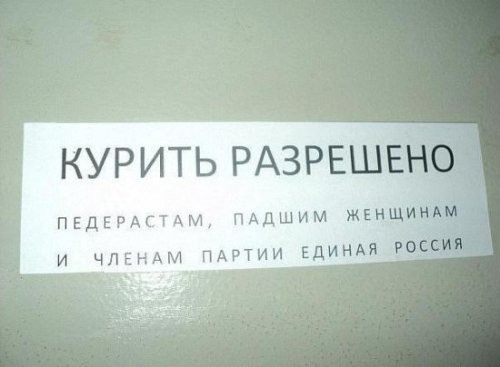 КУРИТЬ РАЗРЕШЕНО
ПЕДЕРАСТАМ, ПАДШИМ ЖЕНЩИНАМ
И ЧЛЕНАМ ПАРТИИ ЕДИНАЯ РОССИЯ